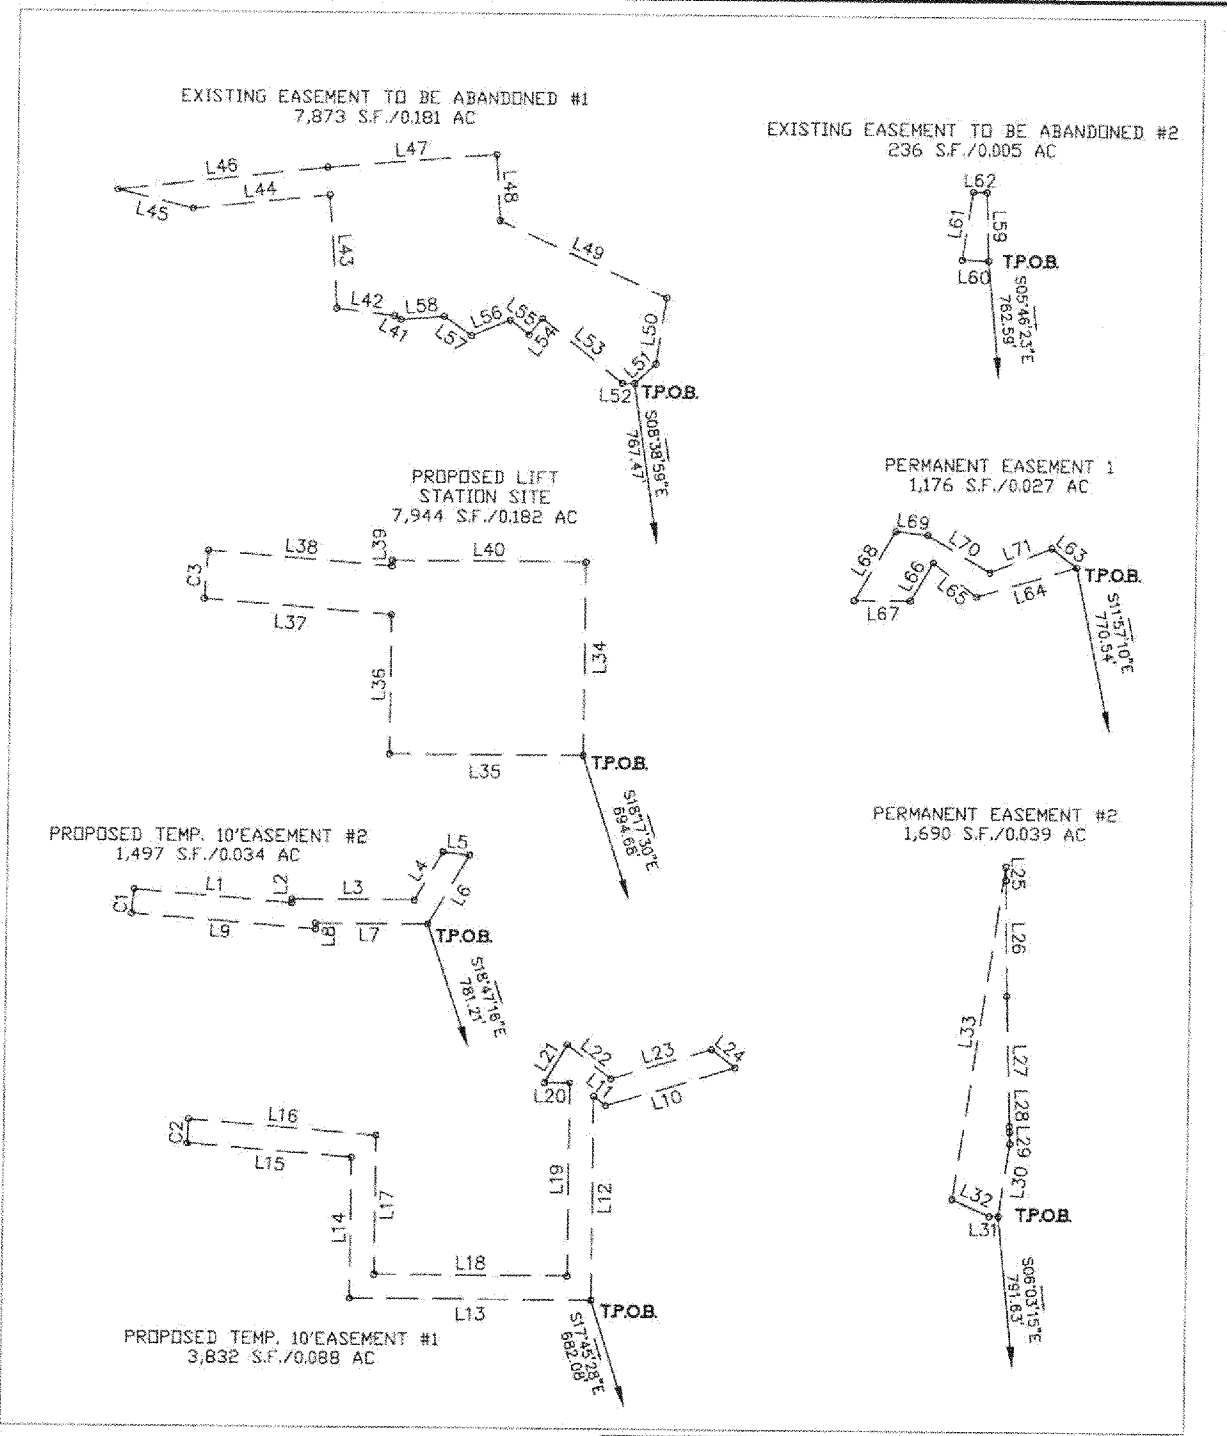 EXISTING EASEMENT TO BE ABANDONED #1
7,873 S.F./0.181 AC
L46
L47
L44
L45
L48
L43
L49
L42
L41
L58
L57
L56
L55
L54
L53
L50
L51
L52
T.P.O.B.
S08°38'58"E
767.47'
EXISTING EASEMENT TO BE ABANDONED #2
236 S.F./0.005 AC
L62
L61
L59
L60
T.P.O.B.
S05°46'23"E
762.59'
PROPOSED LIFT
STATION SITE
7,944 S.F./0.182 AC
L38
L39
L40
C3
L37
L36
L34
L35
T.P.O.B.
S18°17'30"E
694.68'
PERMANENT EASEMENT 1
1,176 S.F./0.027 AC
L69
L68
L70
L71
L63
L66
L65
L64
L67
T.P.O.B.
S11°57'10"E
770.54'
PROPOSED TEMP. 10'EASEMENT #2
1,497 S.F./0.034 AC
L5
L1
L2
L3
L4
L6
C1
L9
L8
L7
T.P.O.B.
S18°47'18"E
781.21'
PERMANENT EASEMENT #2
1,690 S.F./0.039 AC
L25
L26
L33
L27
L28
L29
L30
L32
L31
T.P.O.B.
S06°03'15"E
791.63'
L21
L22
L23
L24
L20
L11
L10
C2
L16
L15
L19
L12
L14
L17
L18
L13
T.P.O.B.
S17°45'28"E
682.08'
PROPOSED TEMP. 10'EASEMENT #1
3,832 S.F./0.088 AC